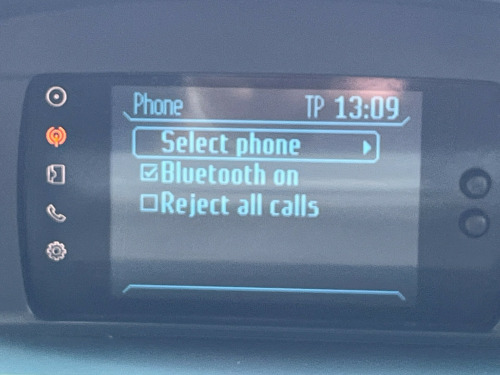 Phone TP 13:09
Select phone
Bluetooth on
Reject all calls